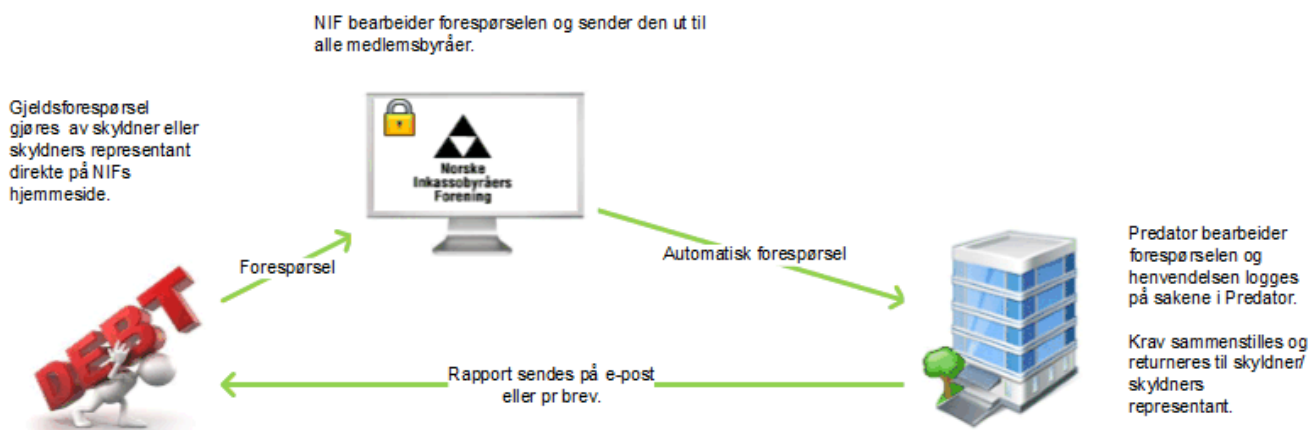 NIF bearbeider forespørselen og sender den ut til
alle medlemsbyråer.
Gjeldsforespørsel
gjøres av skyldner eller
skyldners representant
direkte på NIFs
hjemmeside.
Norske
Inkassobyråers
Forening
Forespørsel
Automatisk forespørsel
Predator bearbeider
forespørselen og
henvendelsen logges
på sakene i Predator.
Krav sammenstilles og
returneres til skyldner/
skyldners
representant.
DEBT
Rapport sendes på e-post
eller pr brev.